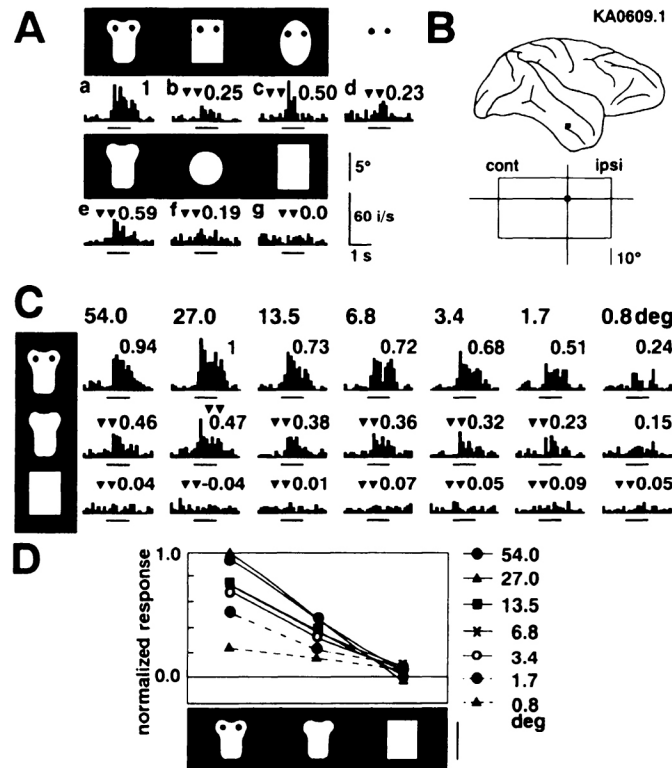 A
B
KA0609.1
a 1 b ▼▼0.25 c ▼▼0.50 d ▼▼0.23
5°
cont ipsi
e ▼▼0.59 f ▼▼0.19 g ▼▼0.0
60 i/s
1 s
10°
C
54.0 27.0 13.5 6.8 3.4 1.7 0.8 deg
0.94 1 0.73 0.72 0.68 0.51 0.24
▼▼0.46 ▼▼0.47 ▼▼0.38 ▼▼0.36 ▼▼0.32 ▼▼0.23 0.15
▼▼0.04 ▼▼-0.04 ▼▼0.01 ▼▼0.07 ▼▼0.05 ▼▼0.09 ▼▼0.05
D
normalized response
1.0
0.0
54.0
27.0
13.5
6.8
3.4
1.7
0.8
deg